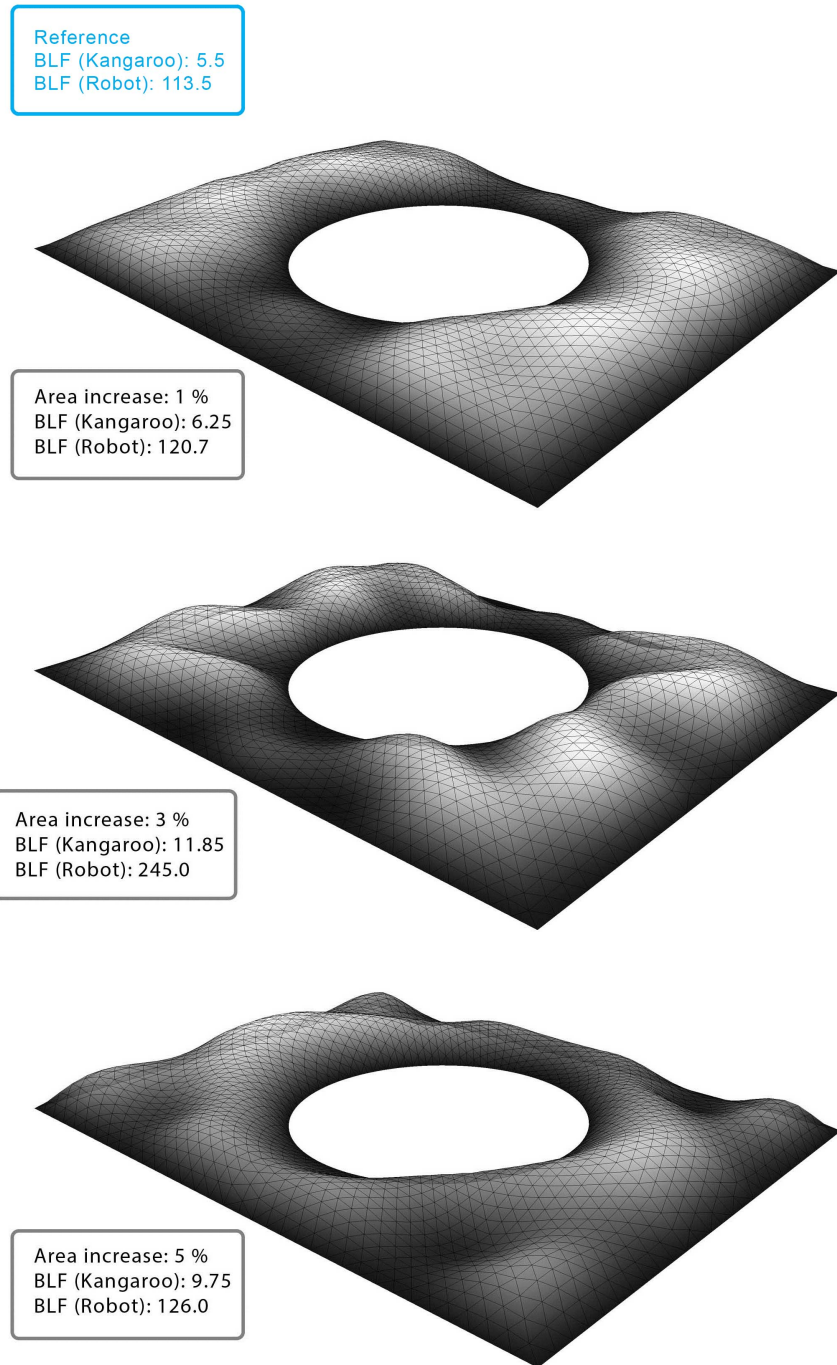 Reference
BLF (Kangaroo): 5.5
BLF (Robot): 113.5
Area increase: 1 %
BLF (Kangaroo): 6.25
BLF (Robot): 120.7
Area increase: 3 %
BLF (Kangaroo): 11.85
BLF (Robot): 245.0
Area increase: 5 %
BLF (Kangaroo): 9.75
BLF (Robot): 126.0